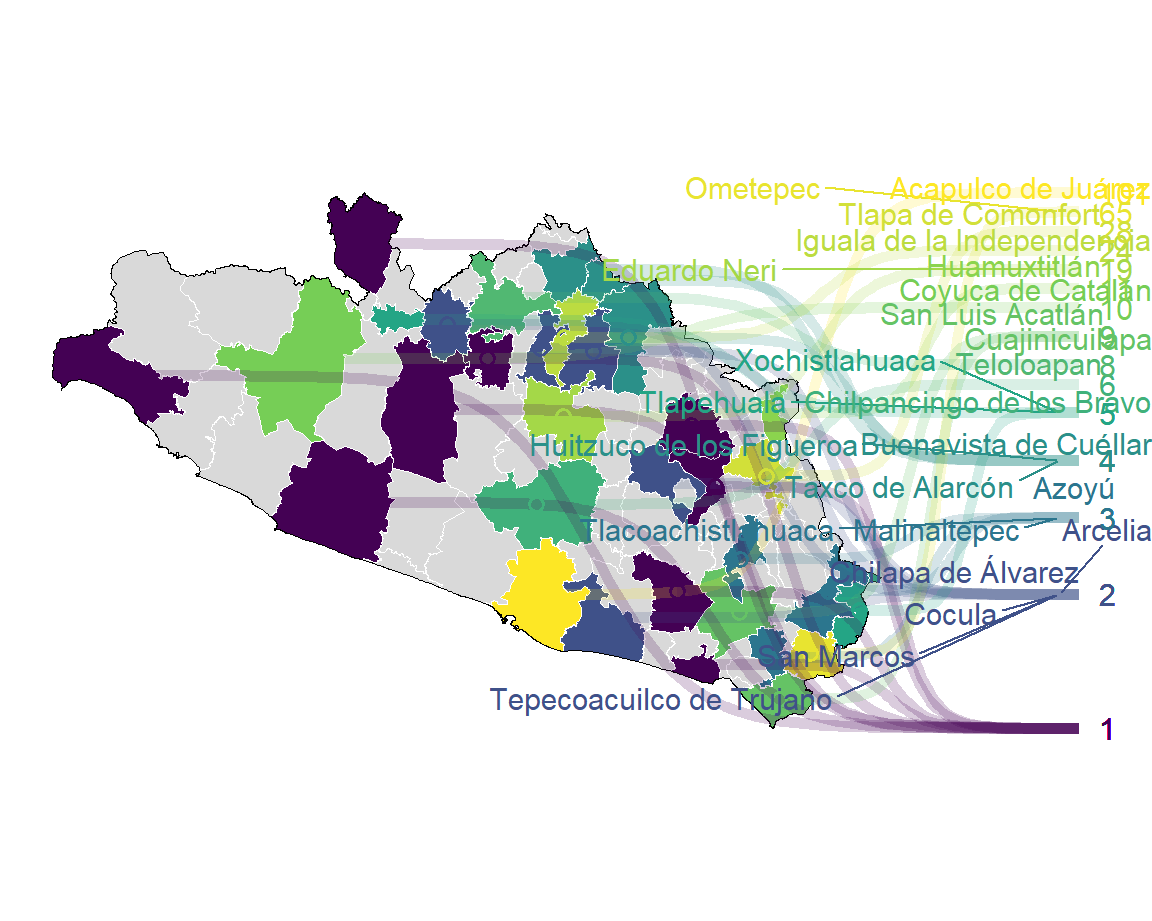 Ometepec
Acapulco de Juárez
Tlapa de Comonfort
65
28
Iguala de la Independencia
24
Eduardo Neri
Huamuxtitlán
19
Coyuca de Catalán
San Luis Acatlán
10
9
Cuajinicuilapa
Xochistlahuaca
Teloloapan
8
6
Tlapehuala
Chilpancingo de los Bravo
5
Huitzuco de los Figueroa
Buenavista de Cuéllar
4
Taxco de Alarcón
Azoyú
3
Tlacoachistlahuaca
Malinaltepec
Arcelia
Chilapa de Álvarez
2
Cocula
San Marcos
Tepecoacuilco de Trujano
1